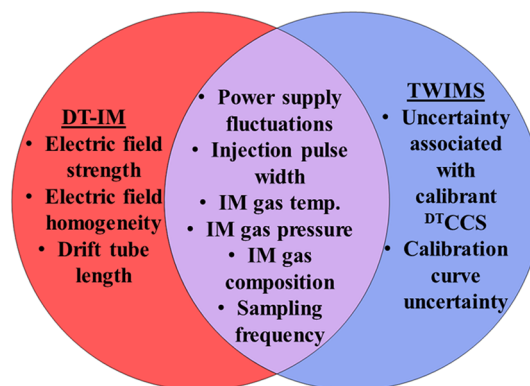 DT-IM
• Electric field
strength
• Electric field
homogeneity
• Drift tube
length
• Power supply
fluctuations
• Injection pulse
width
• IM gas temp.
• IM gas pressure
• IM gas
composition
• Sampling
frequency
TWIMS
• Uncertainty
associated
with
calibrant
ᴰᵀCCS
• Calibration
curve
uncertainty